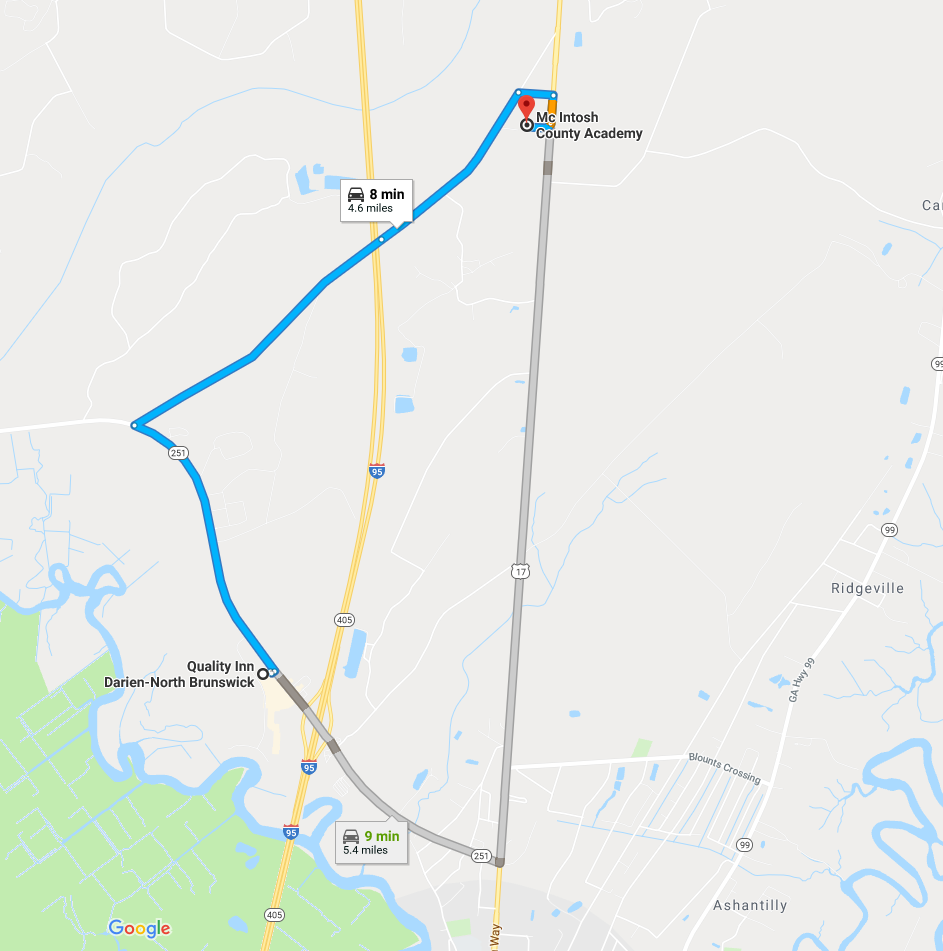 Mc Intosh
County Academy
8 min
4.6 miles
Car
99
251
95
99
17
Ridgeville
405
GA Hwy 99
Quality Inn
Darien-North Brunswick
95
Blounts Crossing
95
9 min
5.4 miles
251
99
Ashantilly
405
Google
Way